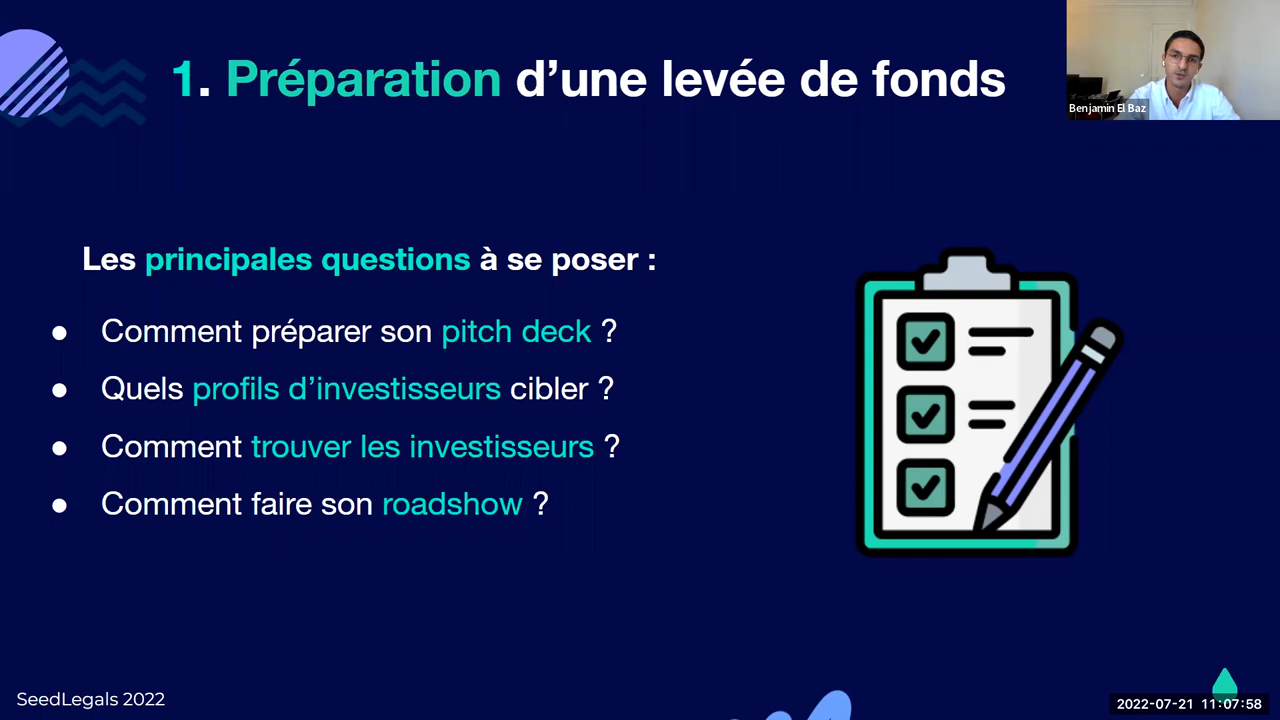 1. Préparation d’une levée de fonds
Benjamin El Baz
Les principales questions à se poser :
● Comment préparer son pitch deck ?
● Quels profils d’investisseurs cibler ?
● Comment trouver les investisseurs ?
● Comment faire son roadshow ?
SeedLegals 2022
2022-07-21 11:07:58